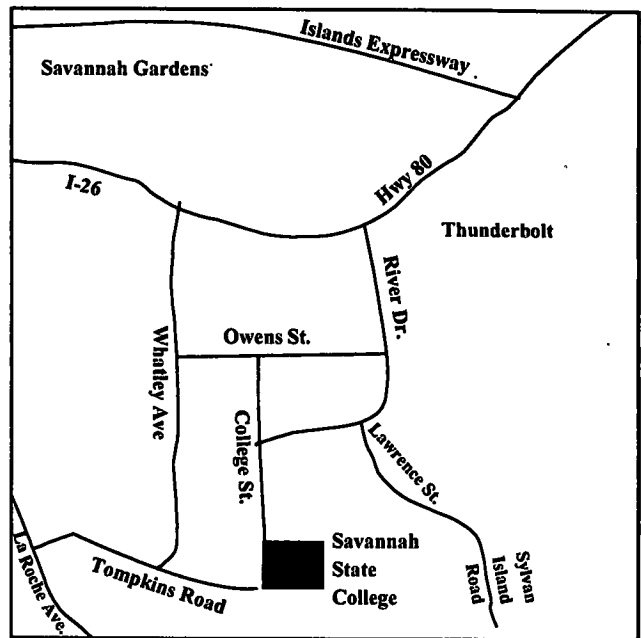 Islands Expressway
Savannah Gardens
I-26
Hwy 80
Thunderbolt
River Dr.
Owens St.
Whatley Ave
College St.
Lawrence St.
La Roche Ave.
Tompkins Road
Savannah
State
College
Sylvan
Island
Road